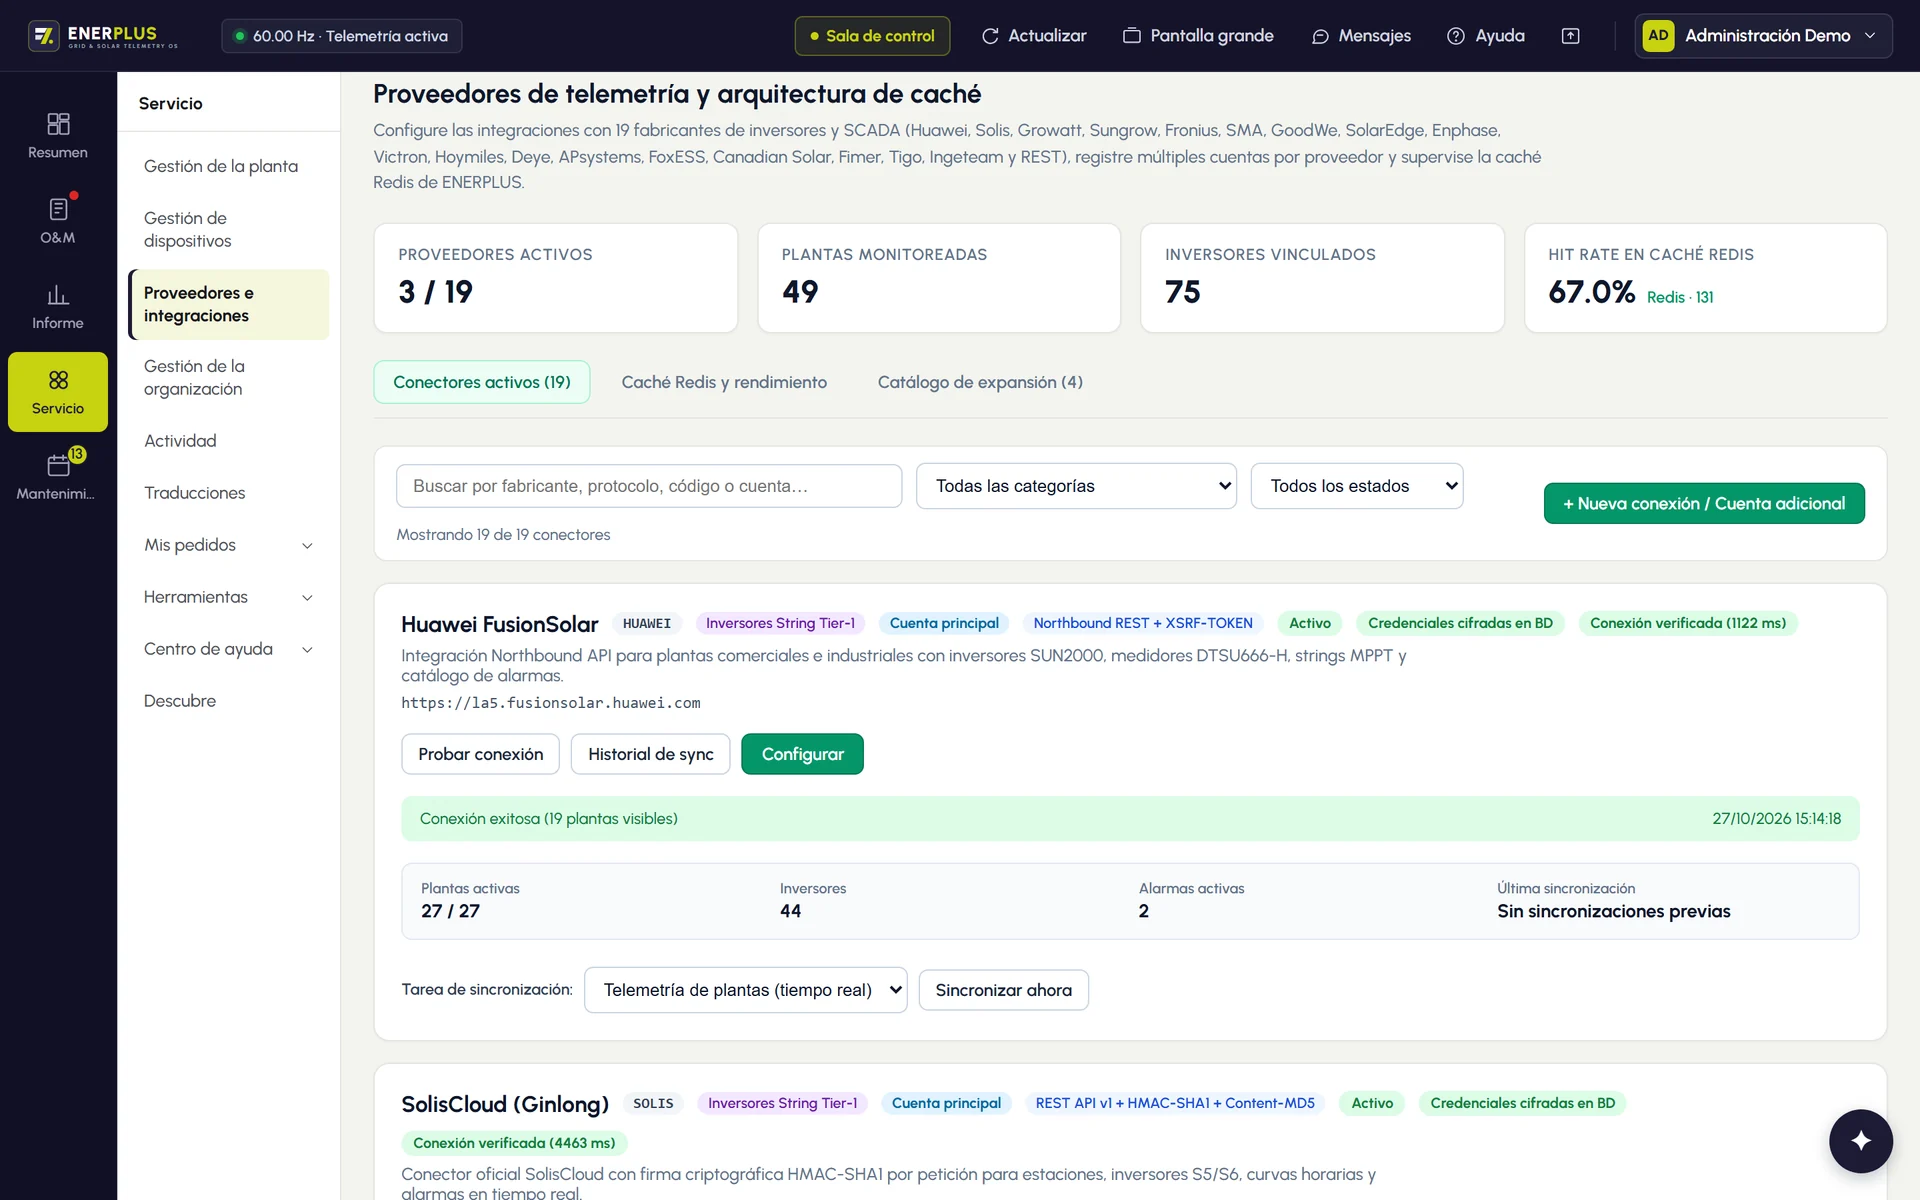 ENERPLUS
GRID & SOLAR TELEMETRY OS
60.00 Hz · Telemetría activa
Sala de control
Actualizar
Pantalla grande
Mensajes
Ayuda
AD
Administración Demo
Resumen
O&M
Informe
Servicio
13
Mantenimi...
Servicio
Gestión de la planta
Gestión de
dispositivos
Proveedores e
integraciones
Gestión de la
organización
Actividad
Traducciones
Mis pedidos
Herramientas
Centro de ayuda
Descubre
Proveedores de telemetría y arquitectura de caché
Configure las integraciones con 19 fabricantes de inversores y SCADA (Huawei, Solis, Growatt, Sungrow, Fronius, SMA, GoodWe, SolarEdge, Enphase,
Victron, Hoymiles, Deye, APsystems, FoxESS, Canadian Solar, Fimer, Tigo, Ingeteam y REST), registre múltiples cuentas por proveedor y supervise la caché
Redis de ENERPLUS.
PROVEEDORES ACTIVOS
3 / 19
PLANTAS MONITOREADAS
49
INVERSORES VINCULADOS
75
HIT RATE EN CACHÉ REDIS
67.0% Redis · 131
Conectores activos (19)
Caché Redis y rendimiento
Catálogo de expansión (4)
Buscar por fabricante, protocolo, código o cuenta...
Todas las categorías
Todos los estados
+ Nueva conexión / Cuenta adicional
Mostrando 19 de 19 conectores
Huawei FusionSolar HUAWEI Inversores String Tier-1 Cuenta principal Northbound REST + XSRF-TOKEN Activo Credenciales cifradas en BD Conexión verificada (1122 ms)
Integración Northbound API para plantas comerciales e industriales con inversores SUN2000, medidores DTSU666-H, strings MPPT y
catálogo de alarmas.
https://la5.fusionsolar.huawei.com
Probar conexión
Historial de sync
Configurar
Conexión exitosa (19 plantas visibles)
27/10/2026 15:14:18
Plantas activas
27 / 27
Inversores
44
Alarmas activas
2
Última sincronización
Sin sincronizaciones previas
Tarea de sincronización:
Telemetría de plantas (tiempo real)
Sincronizar ahora
SolisCloud (Ginlong) SOLIS Inversores String Tier-1 Cuenta principal REST API v1 + HMAC-SHA1 + Content-MD5 Activo Credenciales cifradas en BD
Conexión verificada (4463 ms)
Conector oficial SolisCloud con firma criptográfica HMAC-SHA1 por petición para estaciones, inversores S5/S6, curvas horarias y
alarmas en tiempo real.